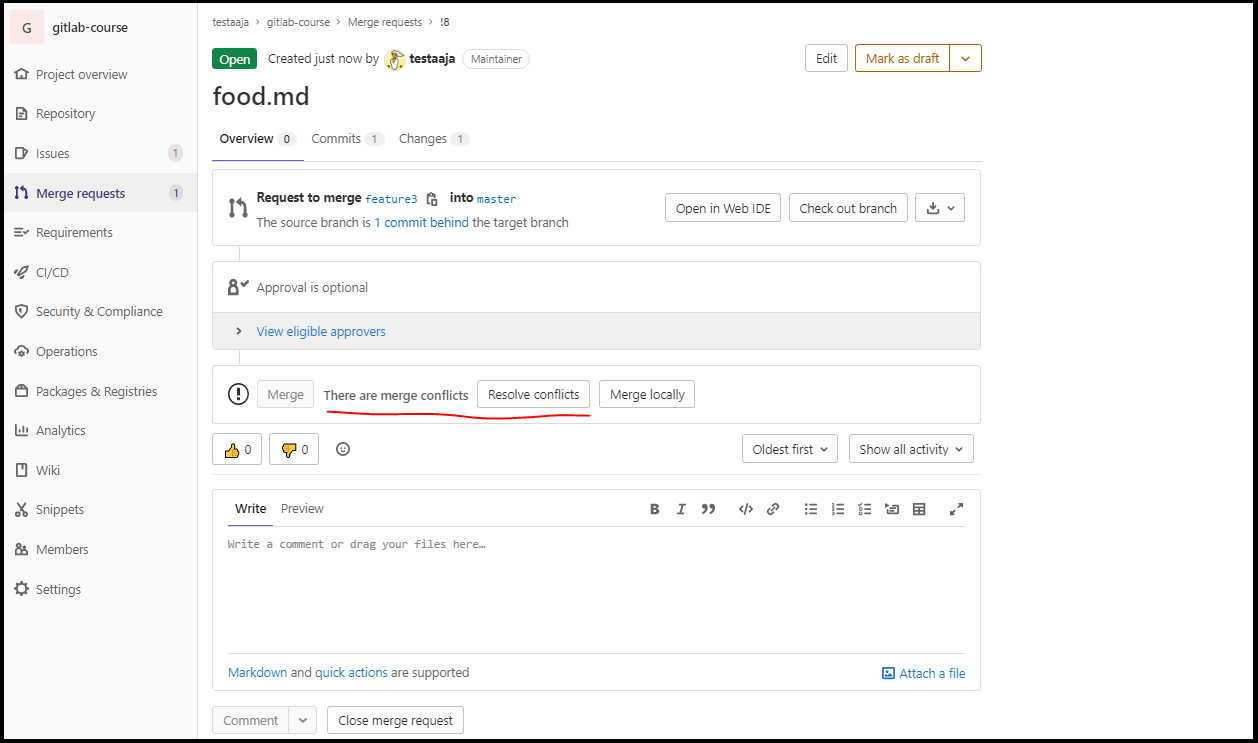 G gitlab-course
Project overview
Repository
Issues 1
Merge requests 1
Requirements
CI/CD
Security & Compliance
Operations
Packages & Registries
Analytics
Wiki
Snippets
Members
Settings
testaaja › gitlab-course › Merge requests › !8
Open Created just now by testaaja Maintainer Edit Mark as draft
food.md
Overview 0 Commits 1 Changes 1
Request to merge feature3 into master
The source branch is 1 commit behind the target branch
Open in Web IDE Check out branch
Approval is optional
View eligible approvers
Merge There are merge conflicts Resolve conflicts Merge locally
0 0 Oldest first Show all activity
Write Preview
Write a comment or drag your files here…
Markdown and quick actions are supported Attach a file
Comment Close merge request